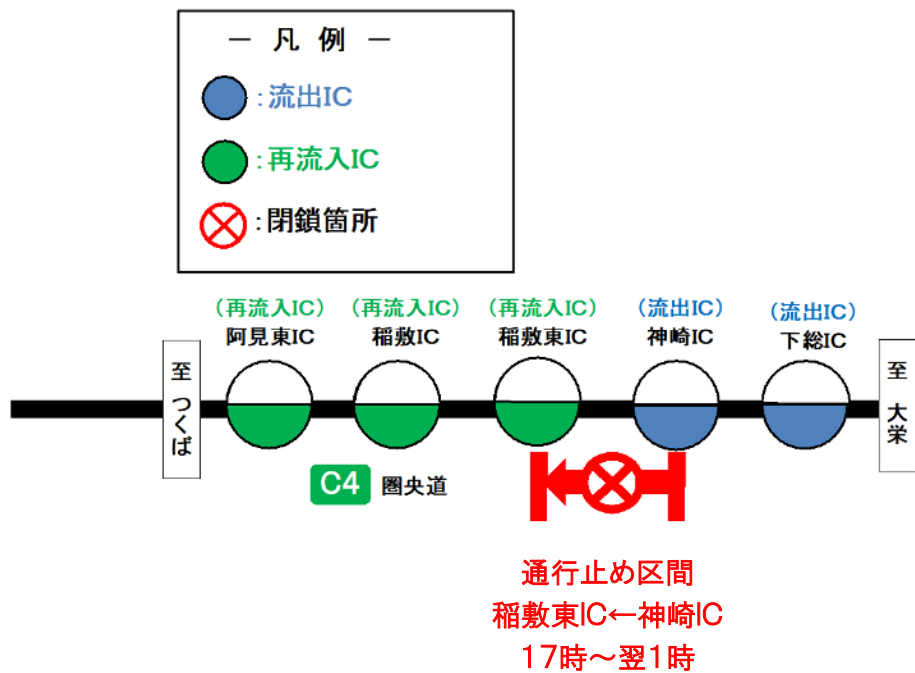 ― 凡 例 ―
:流出IC
:再流入IC
:閉鎖箇所
(再流入IC) (再流入IC) (再流入IC) (流出IC) (流出IC)
阿見東IC 稲敷IC 稲敷東IC 神崎IC 下総IC
至 つくば
至 大栄
C4 圏央道
通行止め区間
稲敷東IC←神崎IC
17時~翌1時